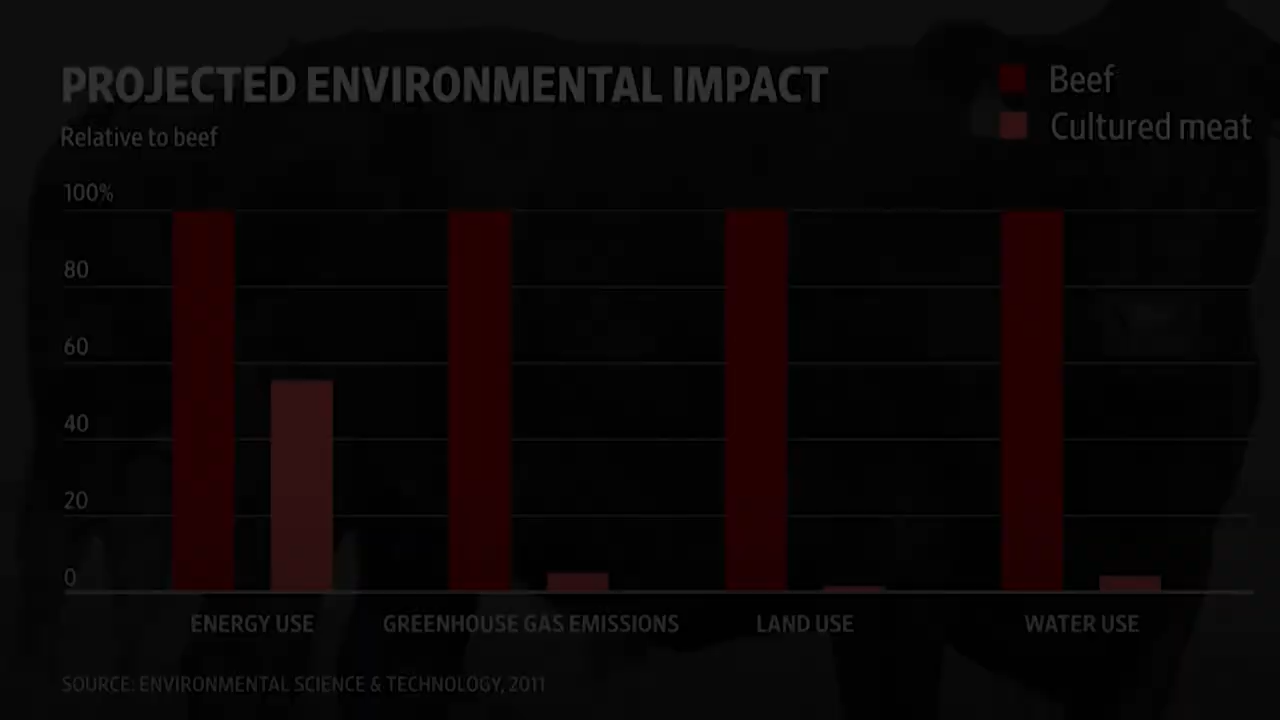 PROJECTED ENVIRONMENTAL IMPACT
Relative to beef
Beef
Cultured meat
100%
80
60
40
20
0
ENERGY USE
GREENHOUSE GAS EMISSIONS
LAND USE
WATER USE
SOURCE: ENVIRONMENTAL SCIENCE & TECHNOLOGY, 2011